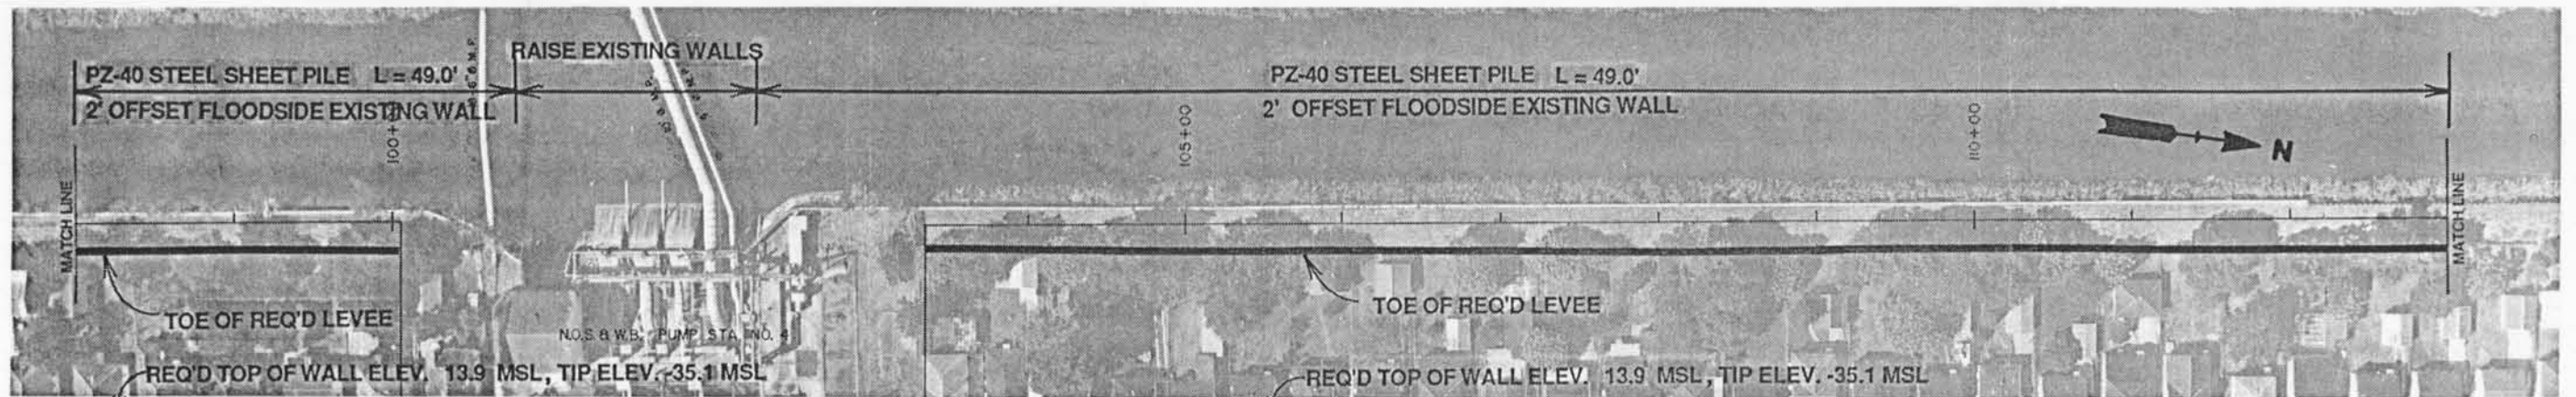 RAISE EXISTING WALLS
PZ-40 STEEL SHEET PILE L = 49.0'
2' OFFSET FLOODSIDE EXISTING WALL
PZ-40 STEEL SHEET PILE L = 49.0'
2' OFFSET FLOODSIDE EXISTING WALL
100+
105+00
110+00
N
MATCH LINE
MATCH LINE
TOE OF REQ'D LEVEE
TOE OF REQ'D LEVEE
N.O.S. & W.B. PUMP STA. NO. 4
REQ'D TOP OF WALL ELEV. 13.9 MSL, TIP ELEV. -35.1 MSL
REQ'D TOP OF WALL ELEV. 13.9 MSL, TIP ELEV. -35.1 MSL